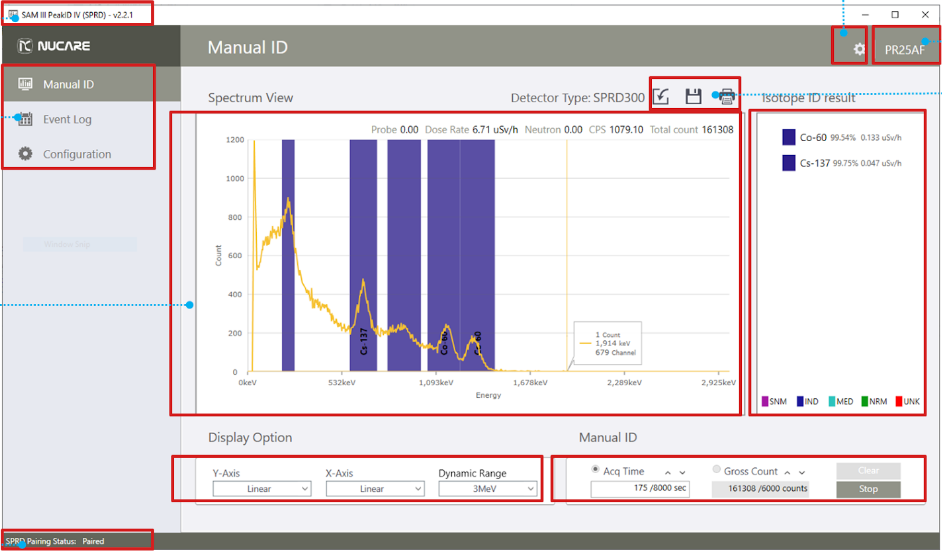 SAM III PeakID IV (SPRD) - v2.2.1
NUCARE
Manual ID
PR25AF
Manual ID
Event Log
Configuration
Spectrum View
Detector Type: SPRD300
Isotope ID result
Probe 0.00 Dose Rate 6.71 uSv/h Neutron 0.00 CPS 1079.10 Total count 161308
1200
1000
800
600
400
200
0
Count
Cs-137
Co-60
Co-60
1 Count
1,914 keV
679 Channel
0keV 532keV 1,093keV 1,678keV 2,289keV 2,925keV
Energy
Co-60 99.54% 0.133 uSv/h
Cs-137 99.75% 0.047 uSv/h
SNM IND MED NRM UNK
Display Option
Y-Axis X-Axis Dynamic Range
Linear Linear 3MeV
Manual ID
Acq Time Gross Count Clear
175 /8000 sec 161308 /6000 counts Stop
SPRD Pairing Status: Paired